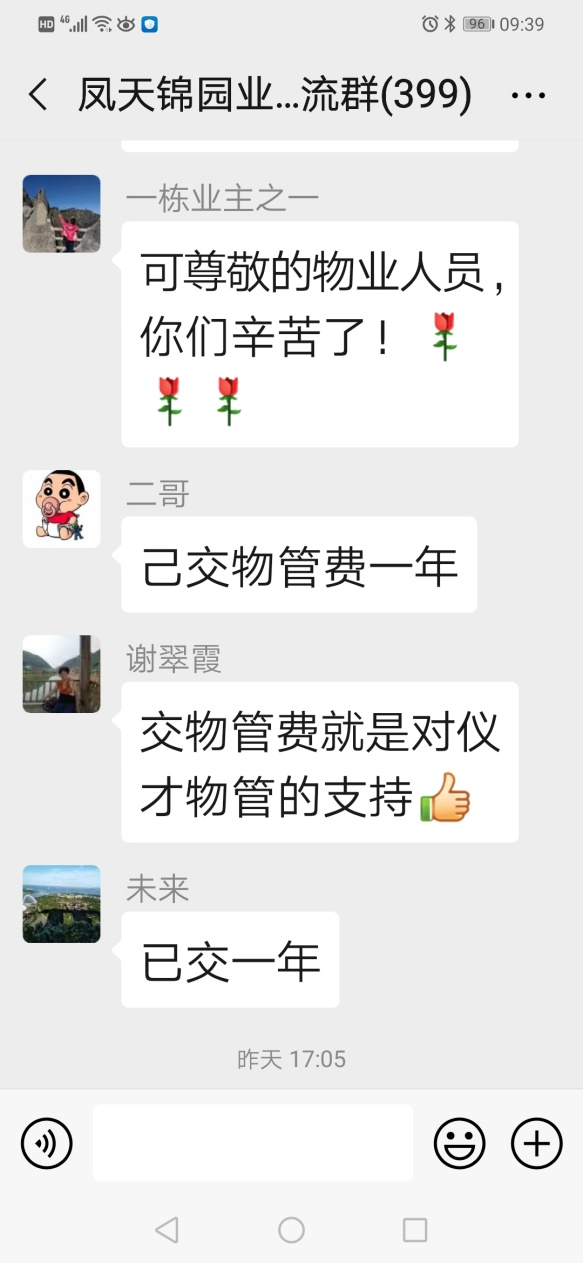 HD 4G 96 09:39
凤天锦园业...流群(399)
一栋业主之一
可尊敬的物业人员,
你们辛苦了!
二哥
己交物管费一年
谢翠霞
交物管费就是对仪
才物管的支持
未来
已交一年
昨天 17:05